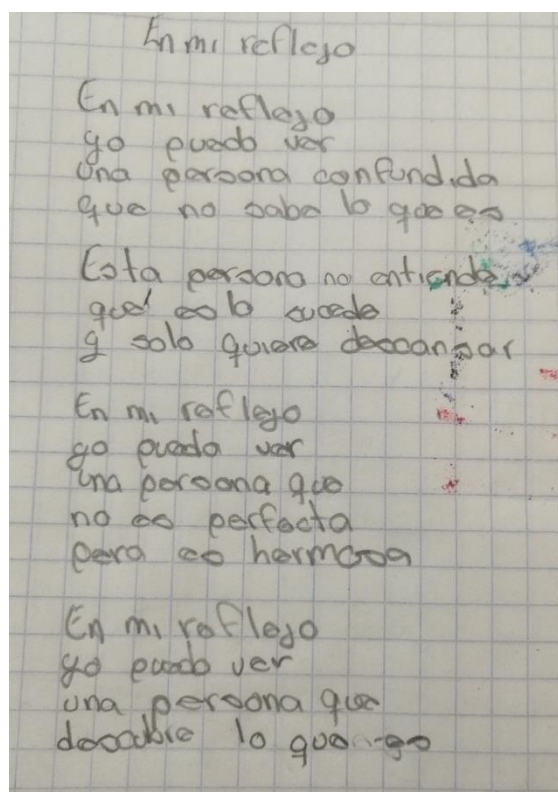 En mi reflejo
En mi reflejo
yo puedo ver
una persona confundida
que no sabe lo que es
Esta persona no entiende
qué es lo sucede
y solo quiere descansar
En mi reflejo
yo puedo ver
una persona que
no es perfecta
pero es hermosa
En mi reflejo
yo puedo ver
una persona que
descubre lo que es